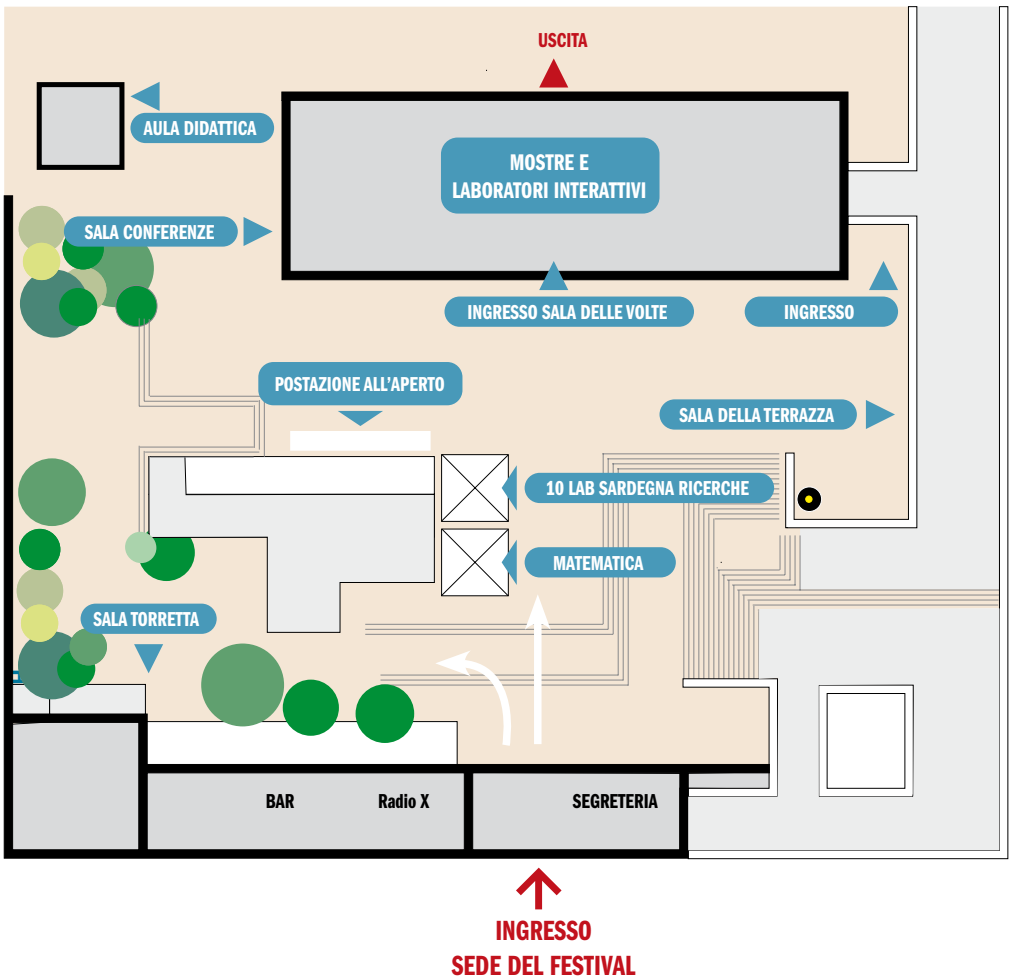 USCITA
AULA DIDATTICA
MOSTRE E
LABORATORI INTERATTIVI
SALA CONFERENZE
INGRESSO SALA DELLE VOLTE
INGRESSO
POSTAZIONE ALL'APERTO
SALA DELLA TERRAZZA
10 LAB SARDEGNA RICERCHE
MATEMATICA
SALA TORRETTA
BAR
Radio X
SEGRETERIA
INGRESSO
SEDE DEL FESTIVAL